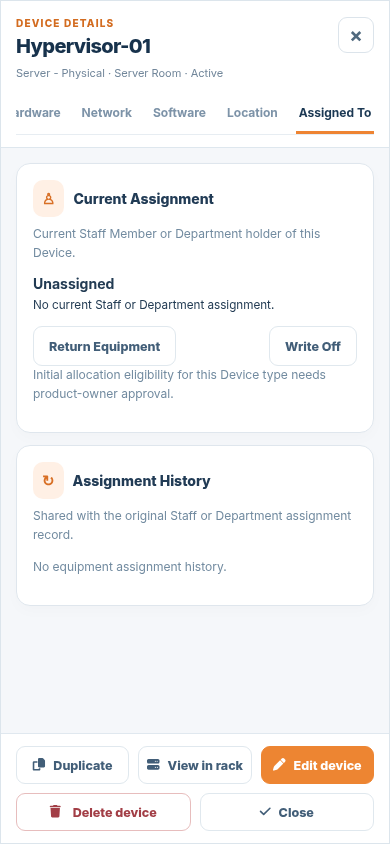 DEVICE DETAILS
Hypervisor-01
Server - Physical · Server Room · Active
ardware Network Software Location Assigned To
Current Assignment
Current Staff Member or Department holder of this
Device.
Unassigned
No current Staff or Department assignment.
Return Equipment Write Off
Initial allocation eligibility for this Device type needs
product-owner approval.
Assignment History
Shared with the original Staff or Department assignment
record.
No equipment assignment history.
Duplicate View in rack Edit device
Delete device Close